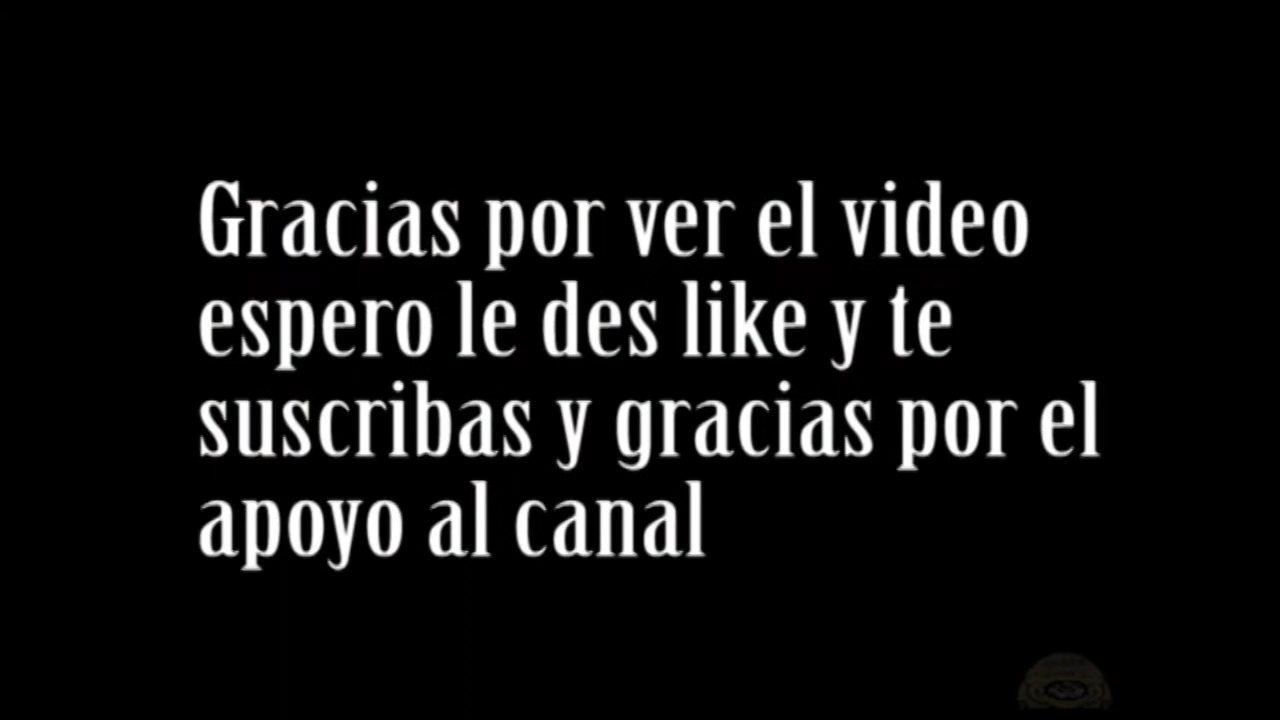 Gracias por ver el video
espero le des like y te
suscribas y gracias por el
apoyo al canal